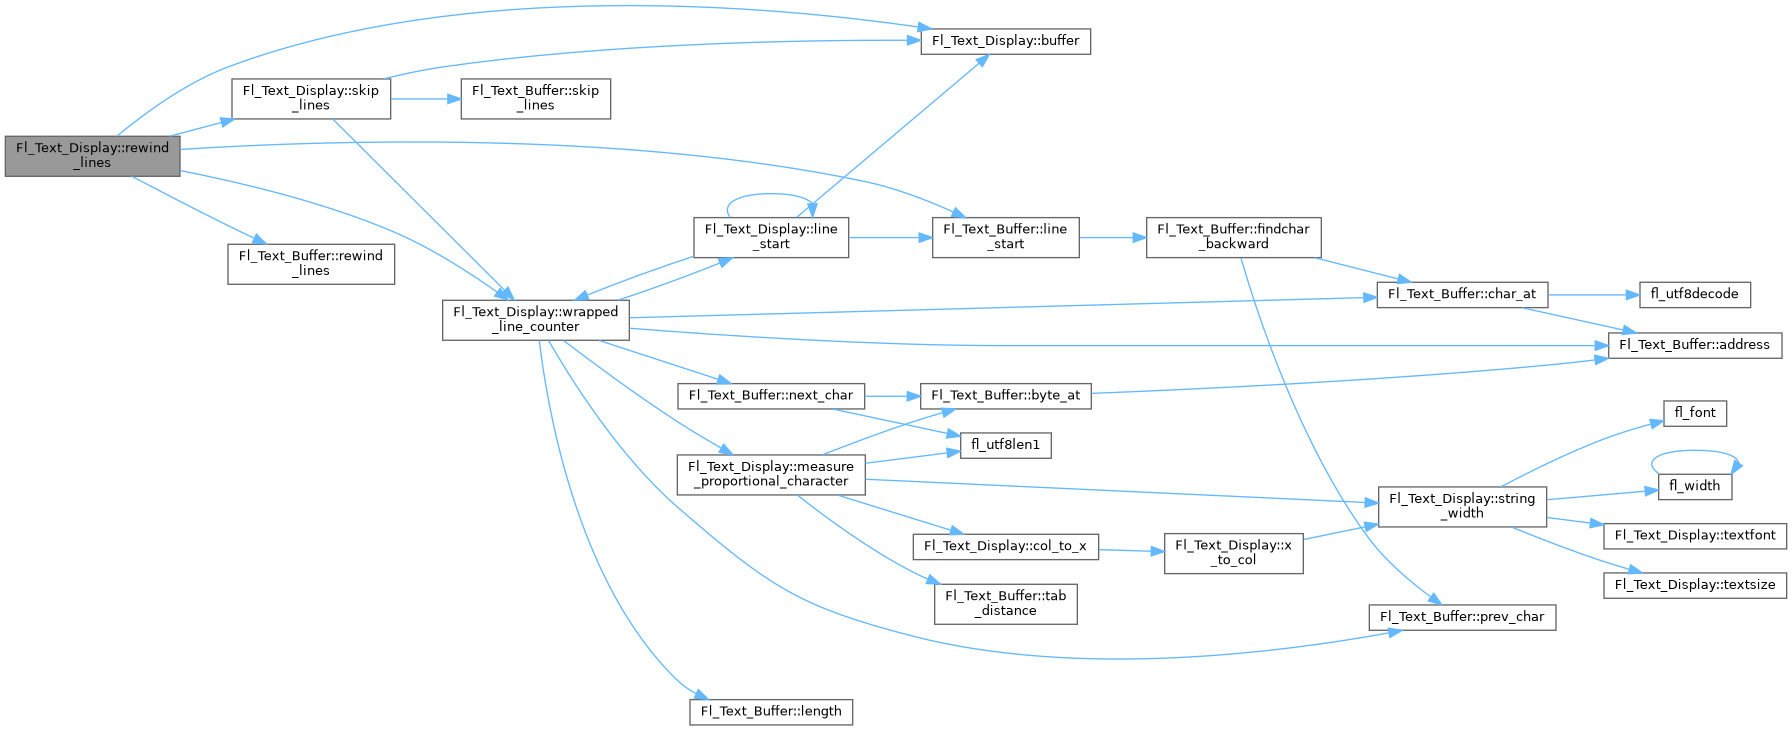 Fl_Text_Display::rewind
_lines
Fl_Text_Display::skip
_lines
Fl_Text_Buffer::rewind
_lines
Fl_Text_Buffer::skip
_lines
Fl_Text_Display::wrapped
_line_counter
Fl_Text_Display::buffer
Fl_Text_Display::line
_start
Fl_Text_Buffer::line
_start
Fl_Text_Buffer::next_char
Fl_Text_Display::measure
_proportional_character
Fl_Text_Buffer::length
Fl_Text_Buffer::byte_at
fl_utf8len1
Fl_Text_Display::col_to_x
Fl_Text_Buffer::tab
_distance
Fl_Text_Buffer::findchar
_backward
Fl_Text_Display::x
_to_col
Fl_Text_Buffer::char_at
Fl_Text_Display::string
_width
Fl_Text_Buffer::prev_char
fl_utf8decode
Fl_Text_Buffer::address
fl_font
fl_width
Fl_Text_Display::textfont
Fl_Text_Display::textsize